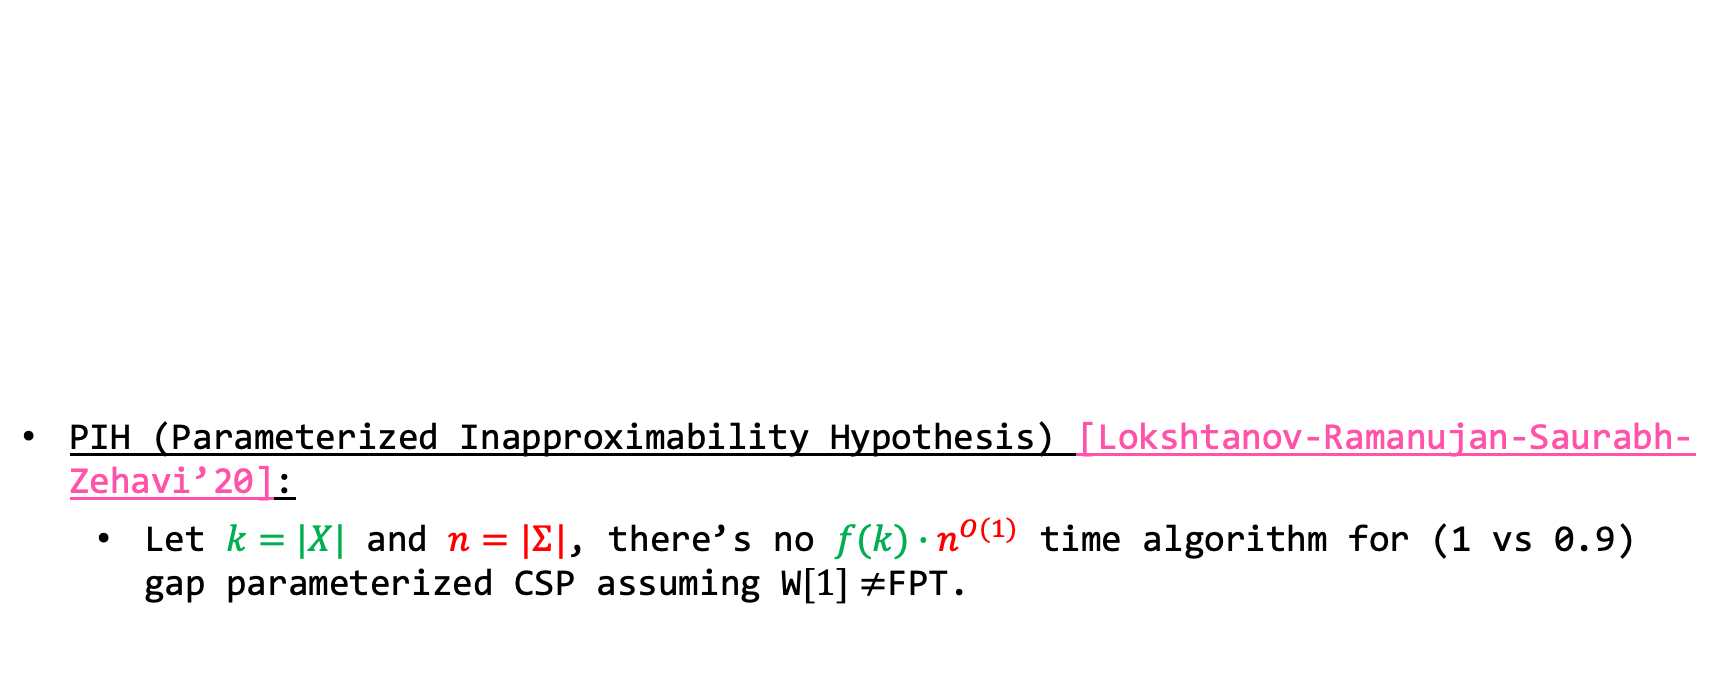 • PIH (Parameterized Inapproximability Hypothesis) [Lokshtanov-Ramanujan-Saurabh-
Zehavi’20]:
• Let k = |X| and n = |Σ|, there’s no f(k) · n^{O(1)} time algorithm for (1 vs 0.9)
gap parameterized CSP assuming W[1] ≠FPT.